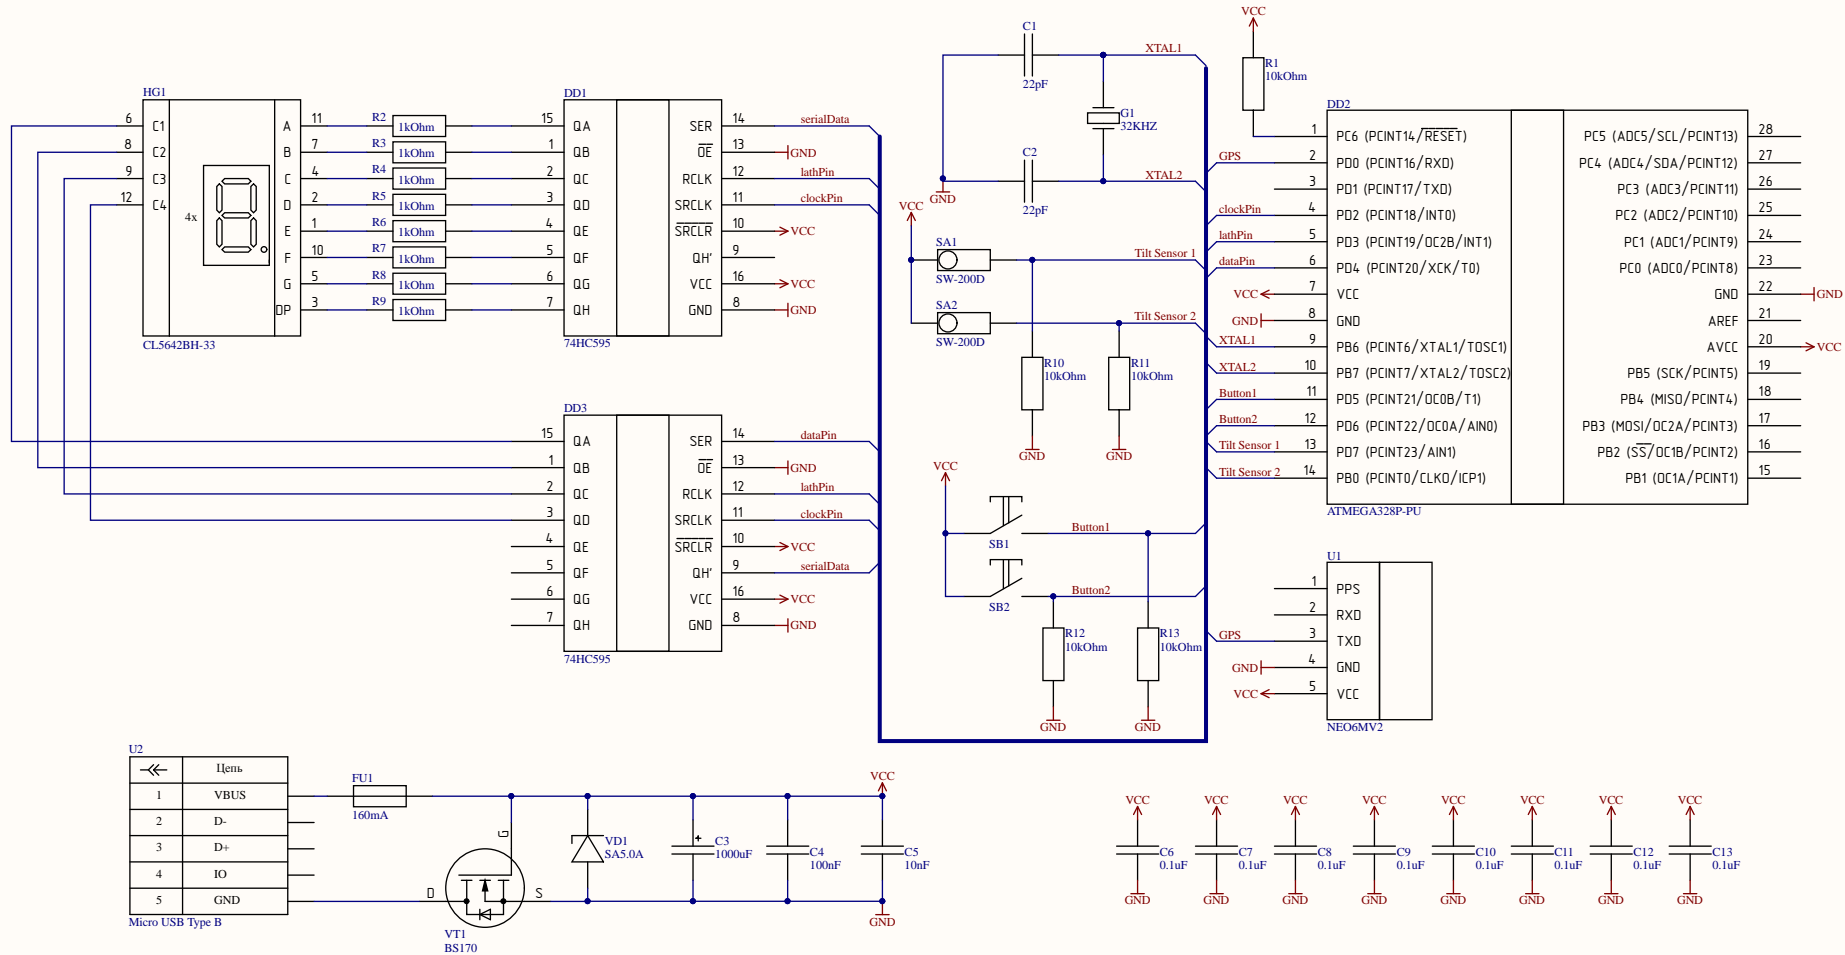 HG1
6 C1
8 C2
9 C3
12 C4
4x
A 11
B 7
C 4
D 2
E 1
F 10
G 5
DP 3
CL5642BH-33
R2 1kOhm
R3 1kOhm
R4 1kOhm
R5 1kOhm
R6 1kOhm
R7 1kOhm
R8 1kOhm
R9 1kOhm
DD1
15 QA SER 14 serialData
1 QB OE 13 GND
2 QC RCLK 12 lathPin
3 QD SRCLK 11 clockPin
4 QE SRCLR 10 VCC
5 QF QH' 9
6 QG VCC 16 VCC
7 QH GND 8 GND
74HC595
DD3
15 QA SER 14 dataPin
1 QB OE 13 GND
2 QC RCLK 12 lathPin
3 QD SRCLK 11 clockPin
4 QE SRCLR 10 VCC
5 QF QH' 9 serialData
6 QG VCC 16 VCC
7 QH GND 8 GND
74HC595
C1
22pF
XTAL1
G1
32KHZ
C2
22pF
XTAL2
GND
VCC
SA1
SW-200D
Tilt Sensor 1
SA2
SW-200D
Tilt Sensor 2
R10
10kOhm
R11
10kOhm
GND
GND
VCC
SB1
Button1
SB2
Button2
R12
10kOhm
R13
10kOhm
GND
GND
VCC
R1
10kOhm
DD2
1 PC6 (PCINT14/RESET) PC5 (ADC5/SCL/PCINT13) 28
GPS 2 PD0 (PCINT16/RXD) PC4 (ADC4/SDA/PCINT12) 27
3 PD1 (PCINT17/TXD) PC3 (ADC3/PCINT11) 26
clockPin 4 PD2 (PCINT18/INT0) PC2 (ADC2/PCINT10) 25
lathPin 5 PD3 (PCINT19/OC2B/INT1) PC1 (ADC1/PCINT9) 24
dataPin 6 PD4 (PCINT20/XCK/T0) PC0 (ADC0/PCINT8) 23
VCC 7 VCC GND 22 GND
GND 8 GND AREF 21
XTAL1 9 PB6 (PCINT6/XTAL1/TOSC1) AVCC 20 VCC
XTAL2 10 PB7 (PCINT7/XTAL2/TOSC2) PB5 (SCK/PCINT5) 19
Button1 11 PD5 (PCINT21/OC0B/T1) PB4 (MISO/PCINT4) 18
Button2 12 PD6 (PCINT22/OC0A/AIN0) PB3 (MOSI/OC2A/PCINT3) 17
Tilt Sensor 1 13 PD7 (PCINT23/AIN1) PB2 (SS/OC1B/PCINT2) 16
Tilt Sensor 2 14 PB0 (PCINT0/CLKO/ICP1) PB1 (OC1A/PCINT1) 15
ATMEGA328P-PU
U1
1 PPS
2 RXD
GPS 3 TXD
GND 4 GND
VCC 5 VCC
NEO6MV2
U2
Цепь
1 VBUS
2 D-
3 D+
4 IO
5 GND
Micro USB Type B
FU1
160mA
G
D
S
VT1
BS170
VD1
SA5.0A
+
C3
1000uF
C4
100nF
VCC
C5
10nF
GND
VCC VCC VCC VCC VCC VCC VCC VCC
C6 C7 C8 C9 C10 C11 C12 C13
0.1uF 0.1uF 0.1uF 0.1uF 0.1uF 0.1uF 0.1uF 0.1uF
GND GND GND GND GND GND GND GND